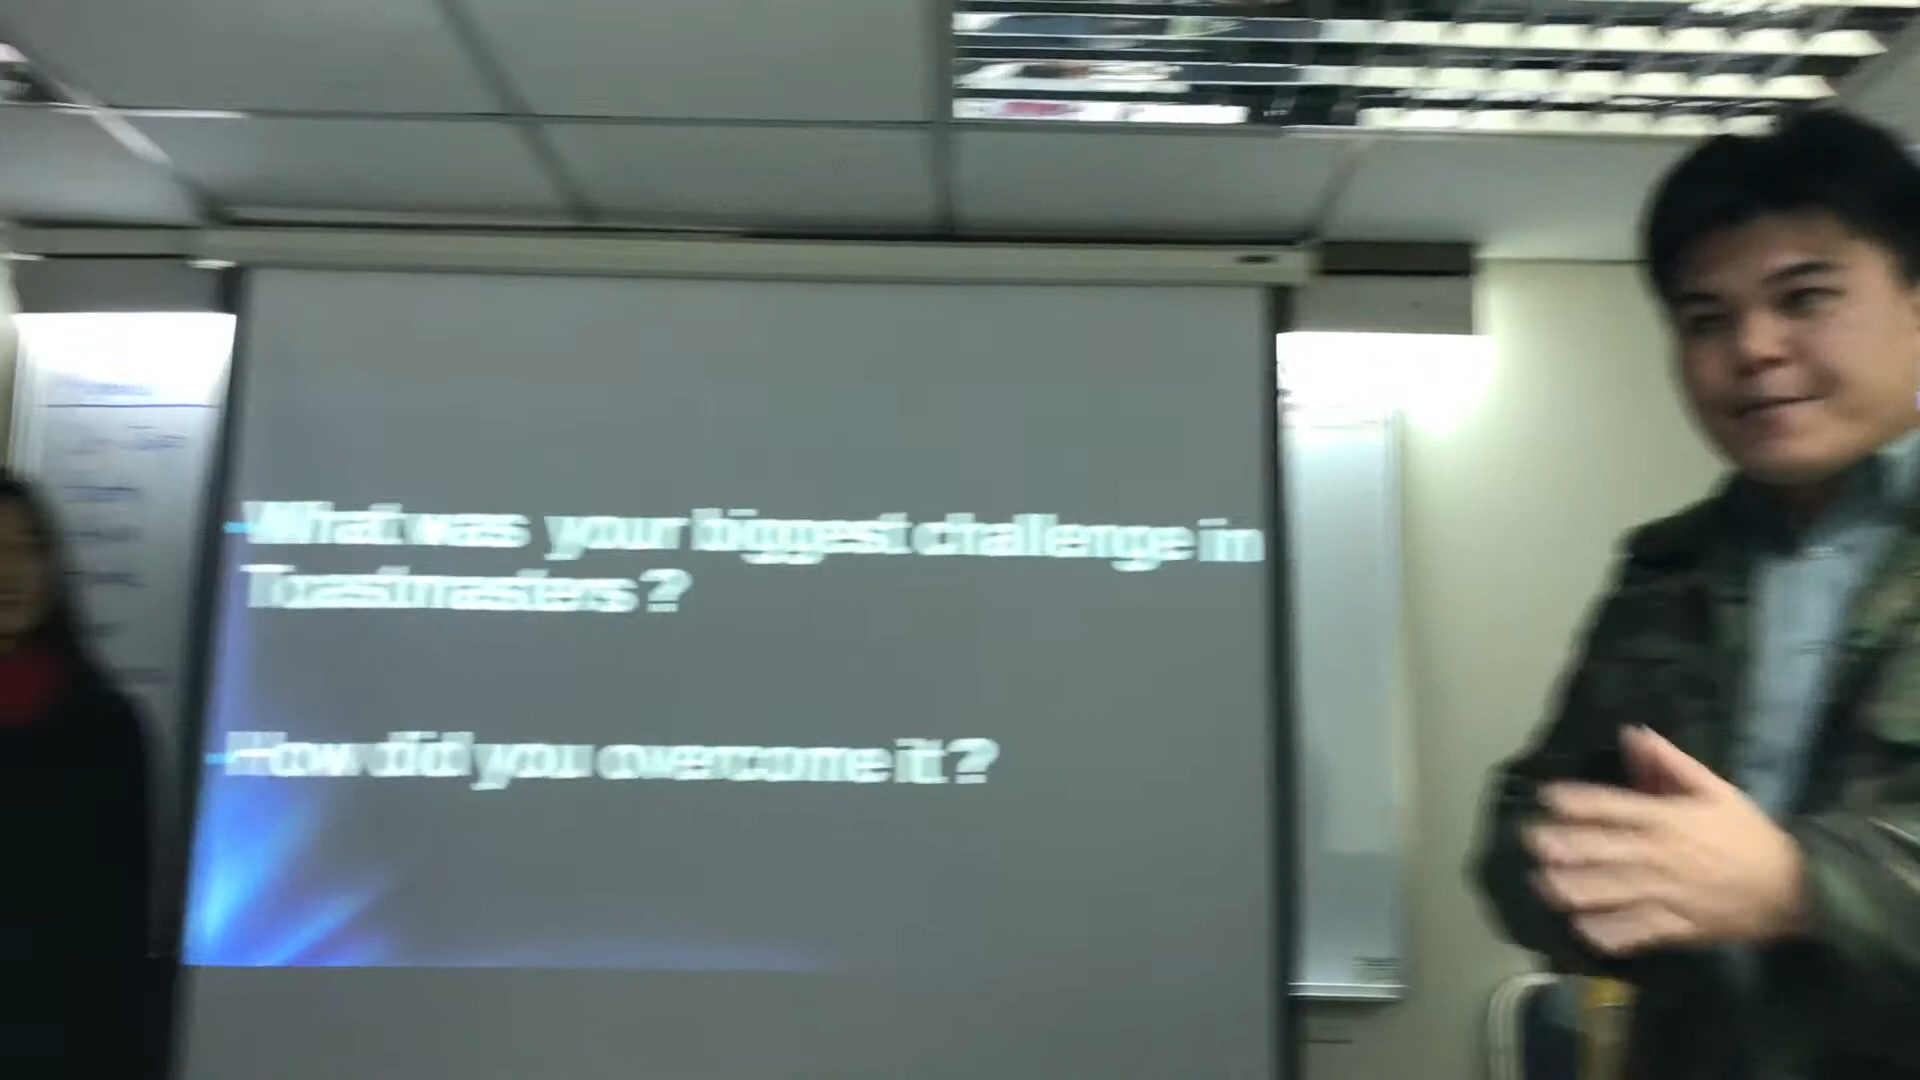 What was your biggest challenge in
Toastmasters?
How did you overcome it?